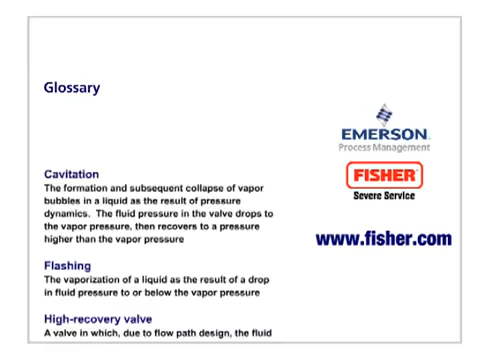 Glossary
EMERSON
Process Management
FISHER
Severe Service
www.fisher.com
Cavitation
The formation and subsequent collapse of vapor
bubbles in a liquid as the result of pressure
dynamics. The fluid pressure in the valve drops to
the vapor pressure, then recovers to a pressure
higher than the vapor pressure
Flashing
The vaporization of a liquid as the result of a drop
in fluid pressure to or below the vapor pressure
High-recovery valve
A valve in which, due to flow path design, the fluid